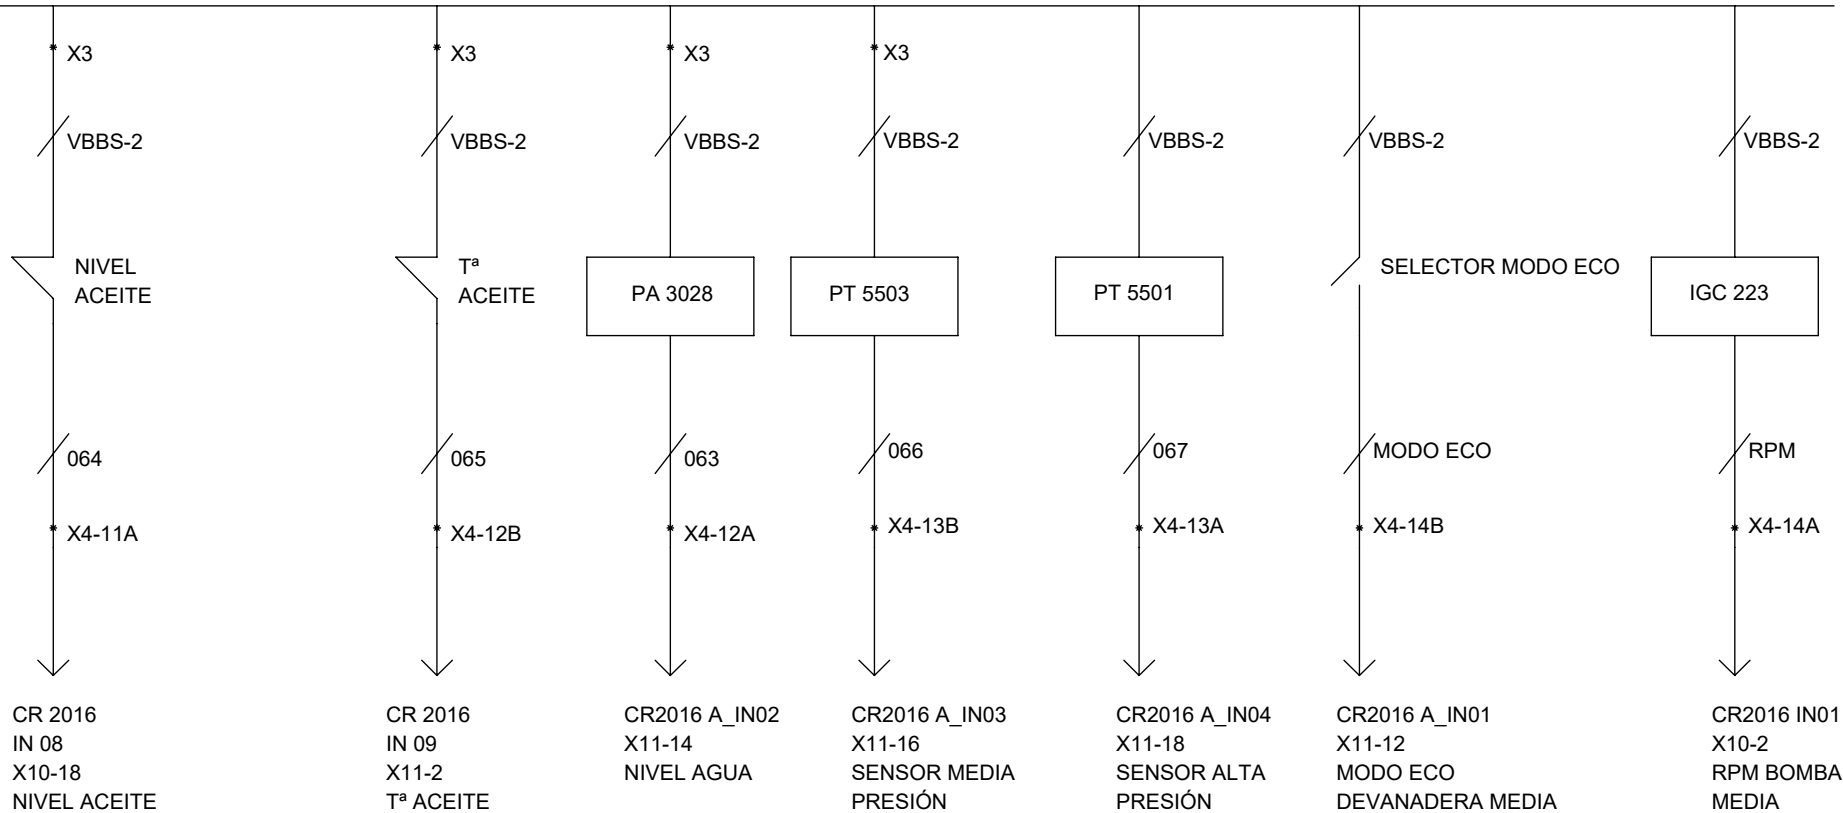 X3
X3
X3
X3
VBBS-2
VBBS-2
VBBS-2
VBBS-2
VBBS-2
VBBS-2
VBBS-2
NIVEL
ACEITE
Tª
ACEITE
PA 3028
PT 5503
PT 5501
SELECTOR MODO ECO
IGC 223
064
065
063
066
067
MODO ECO
RPM
X4-11A
X4-12B
X4-12A
X4-13B
X4-13A
X4-14B
X4-14A
CR 2016
IN 08
X10-18
NIVEL ACEITE
CR 2016
IN 09
X11-2
Tª ACEITE
CR2016 A_IN02
X11-14
NIVEL AGUA
CR2016 A_IN03
X11-16
SENSOR MEDIA
PRESIÓN
CR2016 A_IN04
X11-18
SENSOR ALTA
PRESIÓN
CR2016 A_IN01
X11-12
MODO ECO
DEVANADERA MEDIA
CR2016 IN01
X10-2
RPM BOMBA
MEDIA